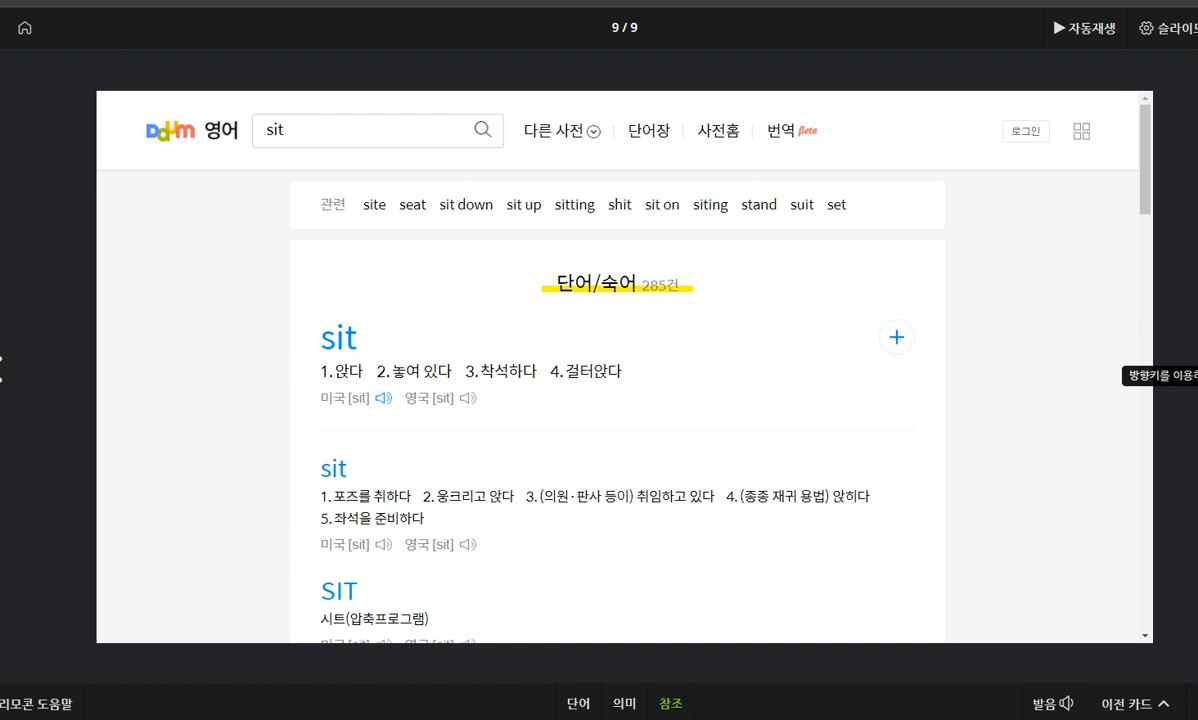 9 / 9
▶ 자동재생
슬라이드
Daum 영어
sit
다른 사전
단어장
사전홈
번역 Beta
로그인
관련 site seat sit down sit up sitting shit sit on siting stand suit set
단어/숙어 285건
sit
1. 앉다 2. 놓여 있다 3. 착석하다 4. 걸터앉다
미국 [sit] 영국 [sit]
방향키를 이용하
sit
1. 포즈를 취하다 2. 웅크리고 앉다 3. (의원·판사 등이) 취임하고 있다 4. (종종 재귀 용법) 앉히다
5. 좌석을 준비하다
미국 [sit] 영국 [sit]
SIT
시트(압축프로그램)
미국 [sit] 영국 [sit]
리모콘 도움말
단어
의미
참조
발음
이전 카드